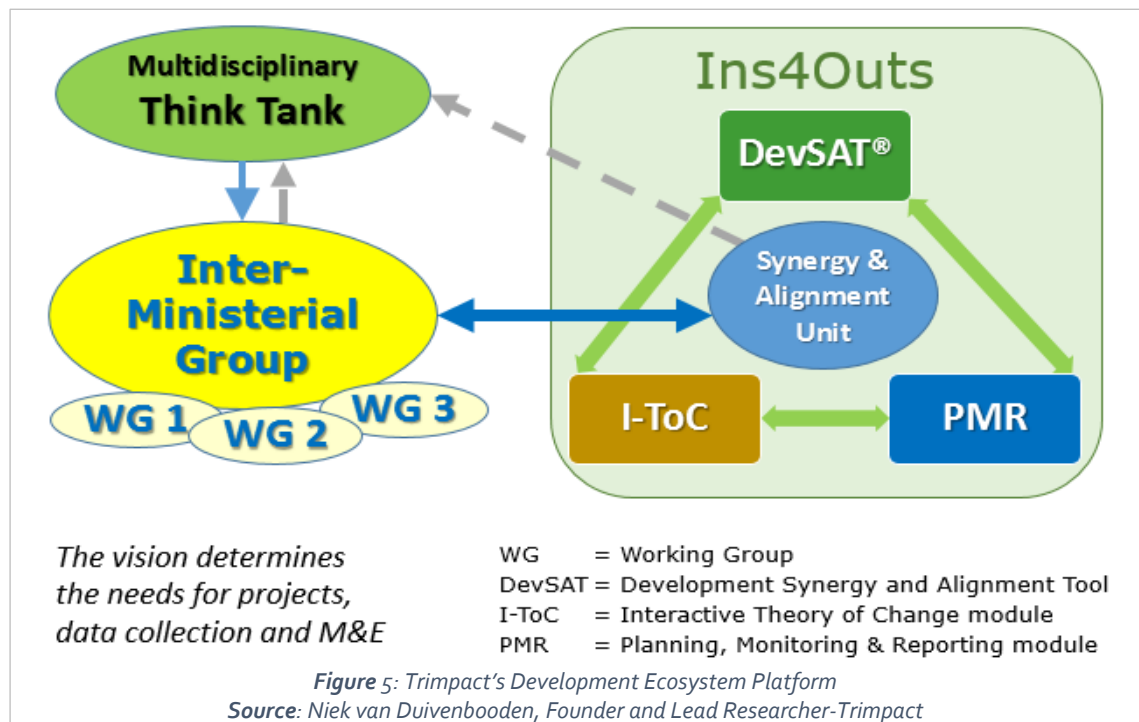 Multidisciplinary
Think Tank
Inter-
Ministerial
Group
WG 1
WG 2
WG 3
Ins4Outs
DevSAT®
Synergy &
Alignment
Unit
I-ToC
PMR
The vision determines
the needs for projects,
data collection and M&E
WG = Working Group
DevSAT = Development Synergy and Alignment Tool
I-ToC = Interactive Theory of Change module
PMR = Planning, Monitoring & Reporting module
Figure 5: Trimpact's Development Ecosystem Platform
Source: Niek van Duivenbooden, Founder and Lead Researcher-Trimpact